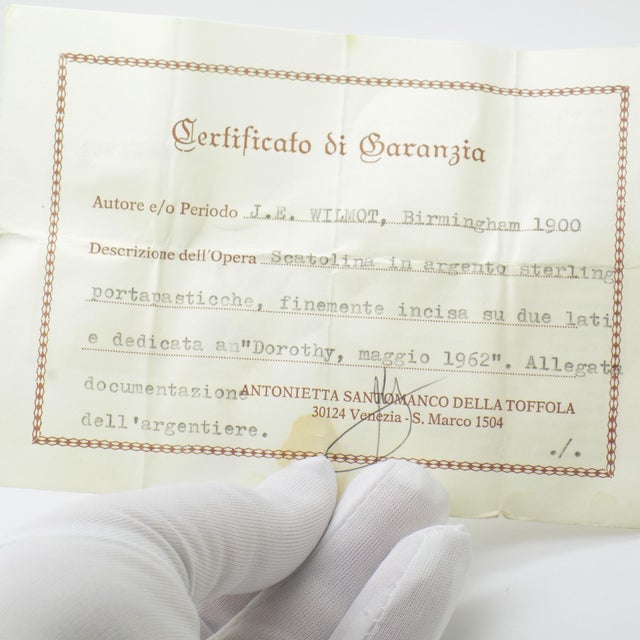 Certificato di Garanzia
Autore e/o Periodo J.E. WILMOT, Birmingham 1900
Descrizione dell'Opera Scatolina in argento sterling
portapasticche, finemente incisa su due lati
e dedicata an"Dorothy, maggio 1962". Allegata
documentazione
ANTONIETTA SANTOMANCO DELLA TOFFOLA
30124 Venezia - S. Marco 1504
dell'argentiere.
./.